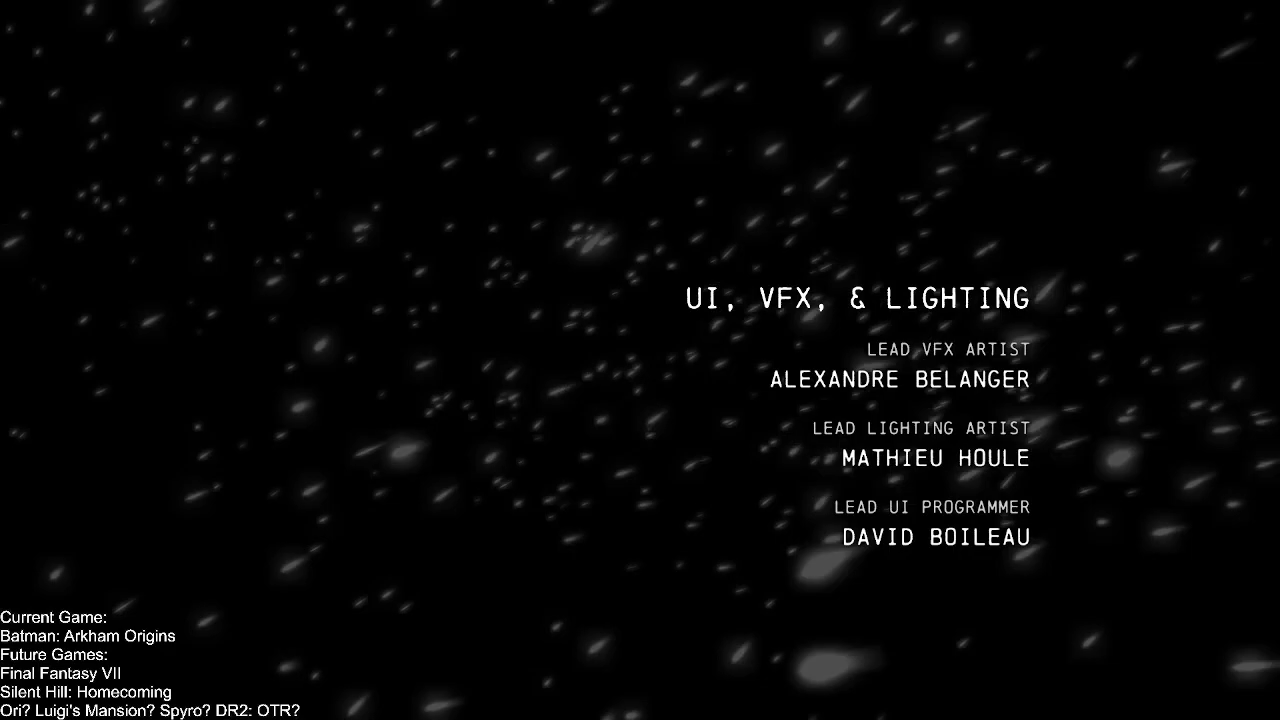 UI, VFX, & LIGHTING
LEAD VFX ARTIST
ALEXANDRE BELANGER
LEAD LIGHTING ARTIST
MATHIEU HOULE
LEAD UI PROGRAMMER
DAVID BOILEAU
Current Game:
Batman: Arkham Origins
Future Games:
Final Fantasy VII
Silent Hill: Homecoming
Ori? Luigi's Mansion? Spyro? DR2: OTR?